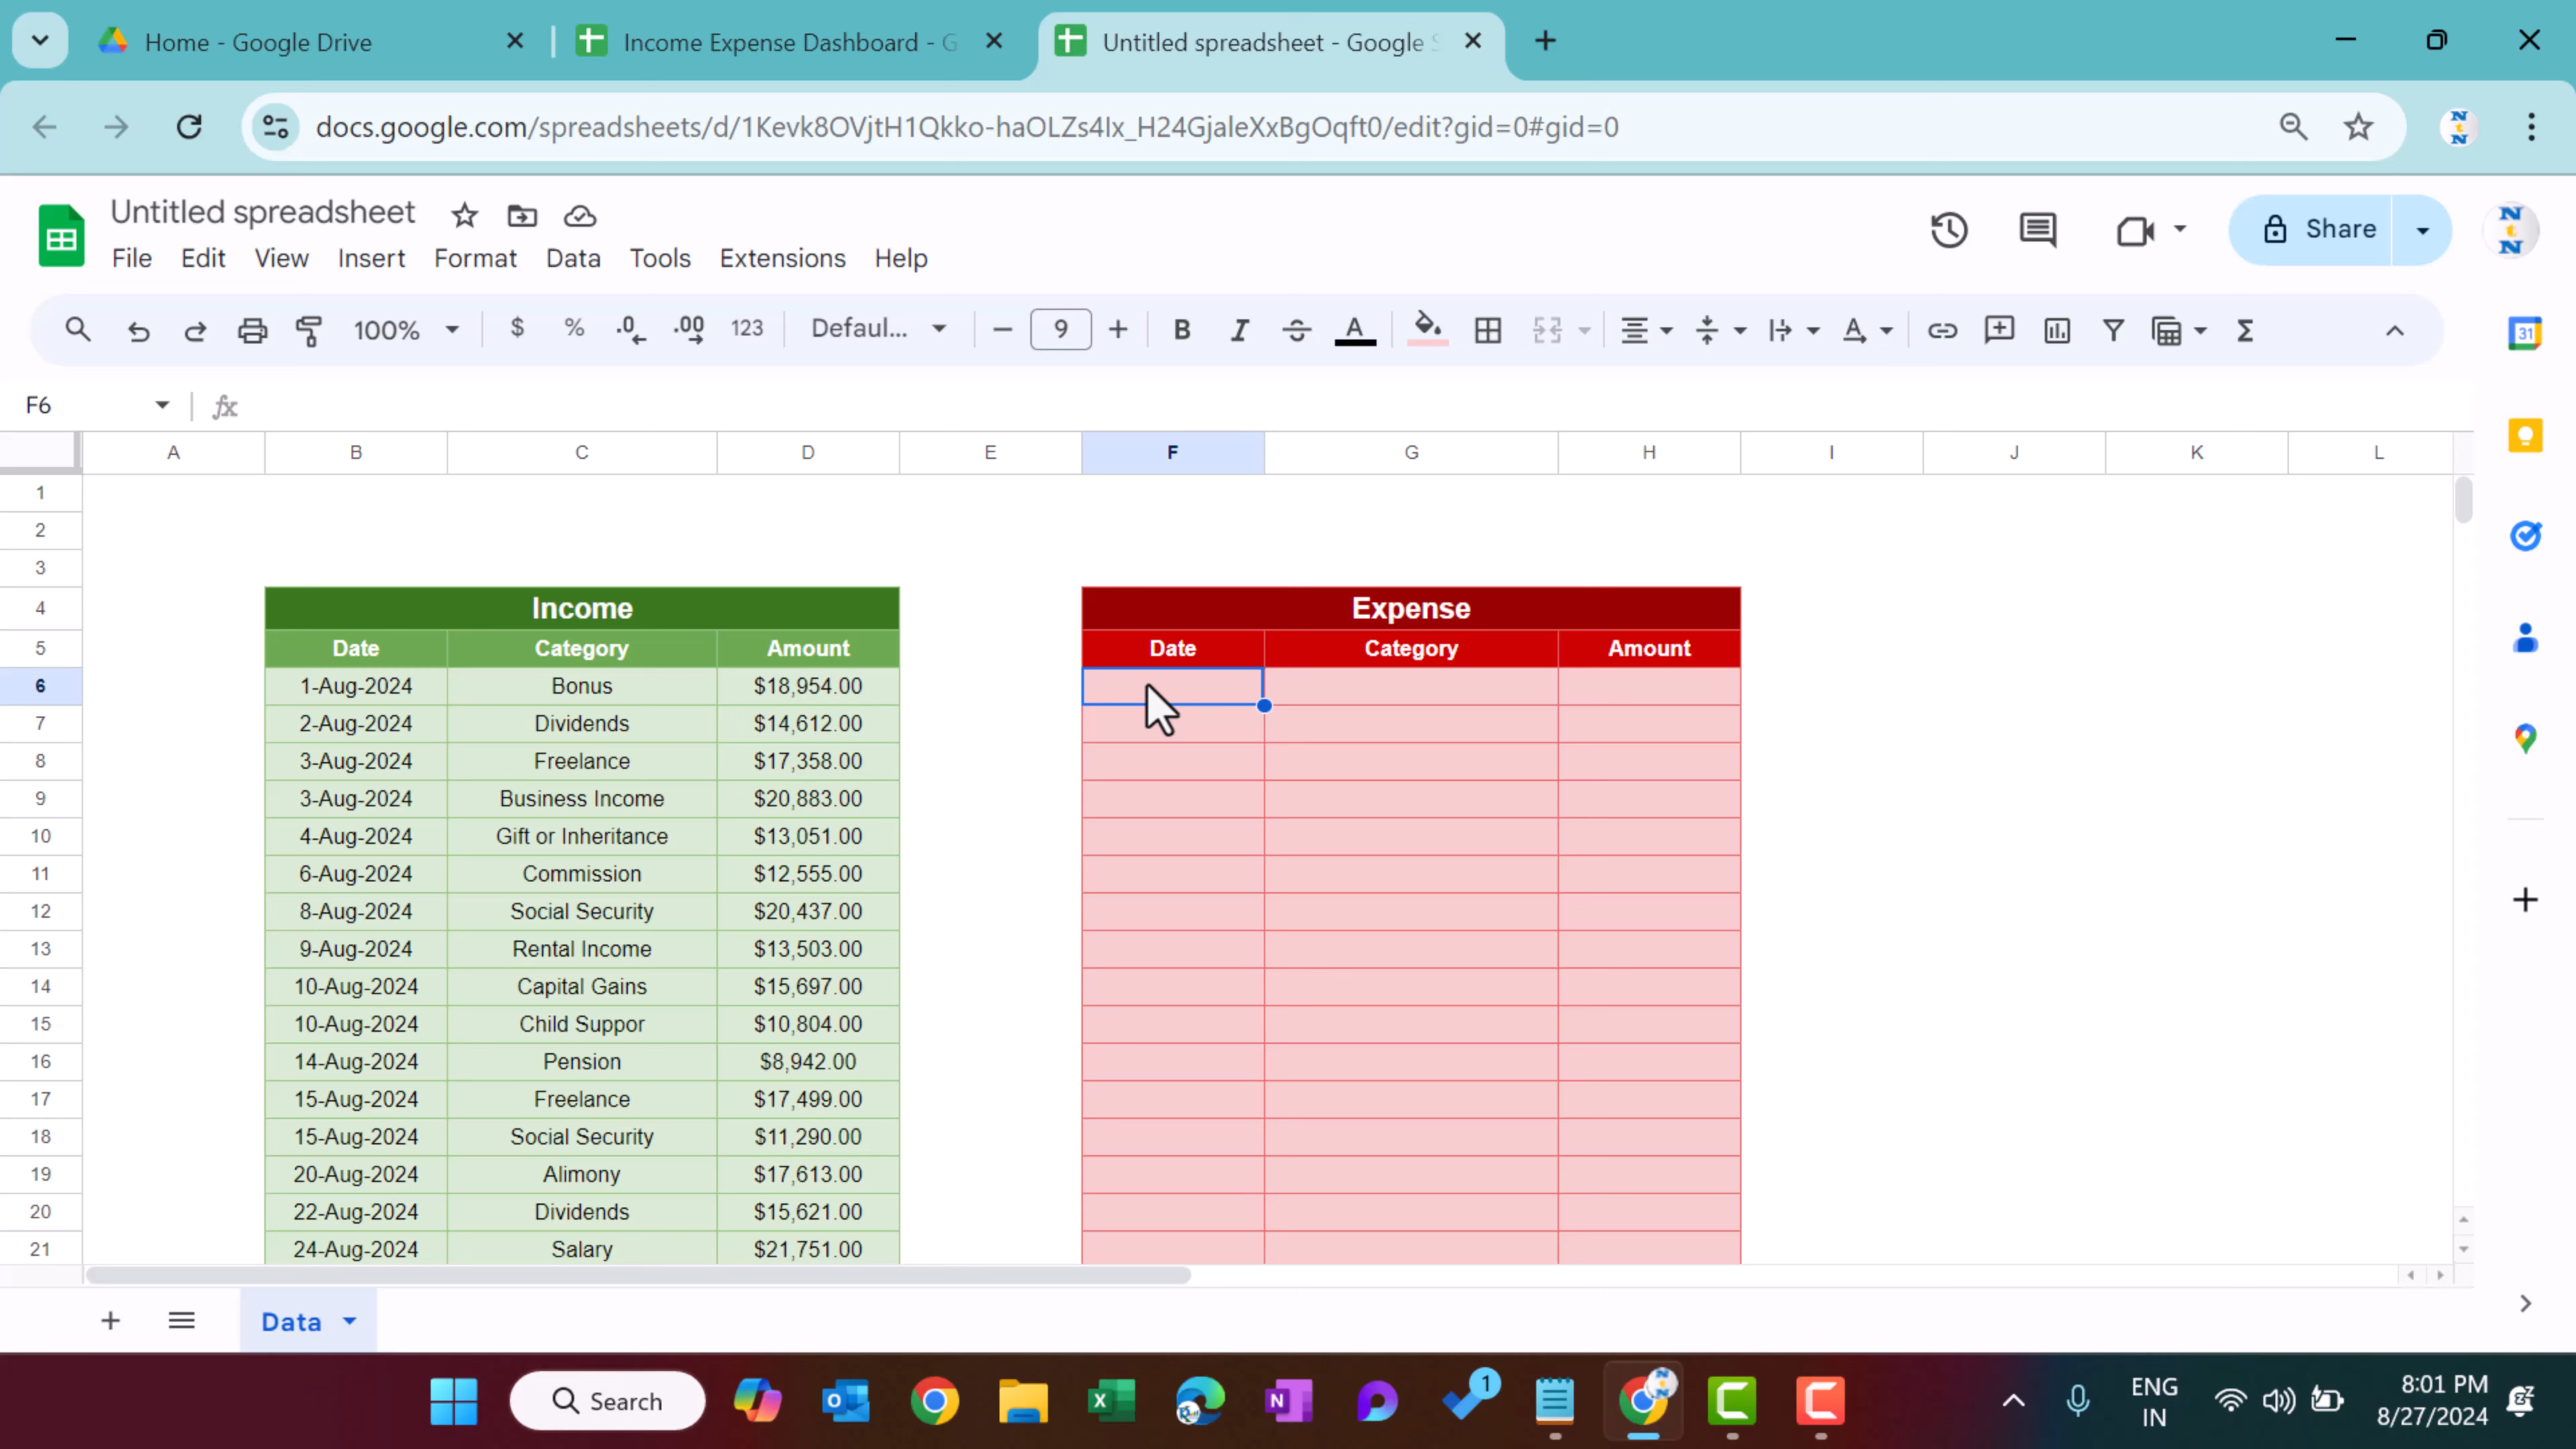 Home - Google Drive
Income Expense Dashboard - G
Untitled spreadsheet - Google S
docs.google.com/spreadsheets/d/1Kevk8OVjtH1Qkko-haOLZs4Ix_H24GjaleXxBgOqft0/edit?gid=0#gid=0
Untitled spreadsheet
File Edit View Insert Format Data Tools Extensions Help
Share
100% $ % .0 .00 123 Defaul... 9 B I A
31
F6 fx
A B C D E F G H I J K L
1
2
3
4 Income Expense
5 Date Category Amount Date Category Amount
6 1-Aug-2024 Bonus $18,954.00
7 2-Aug-2024 Dividends $14,612.00
8 3-Aug-2024 Freelance $17,358.00
9 3-Aug-2024 Business Income $20,883.00
10 4-Aug-2024 Gift or Inheritance $13,051.00
11 6-Aug-2024 Commission $12,555.00
12 8-Aug-2024 Social Security $20,437.00
13 9-Aug-2024 Rental Income $13,503.00
14 10-Aug-2024 Capital Gains $15,697.00
15 10-Aug-2024 Child Suppor $10,804.00
16 14-Aug-2024 Pension $8,942.00
17 15-Aug-2024 Freelance $17,499.00
18 15-Aug-2024 Social Security $11,290.00
19 20-Aug-2024 Alimony $17,613.00
20 22-Aug-2024 Dividends $15,621.00
21 24-Aug-2024 Salary $21,751.00
Data
Search
1
ENG
IN
8:01 PM
8/27/2024